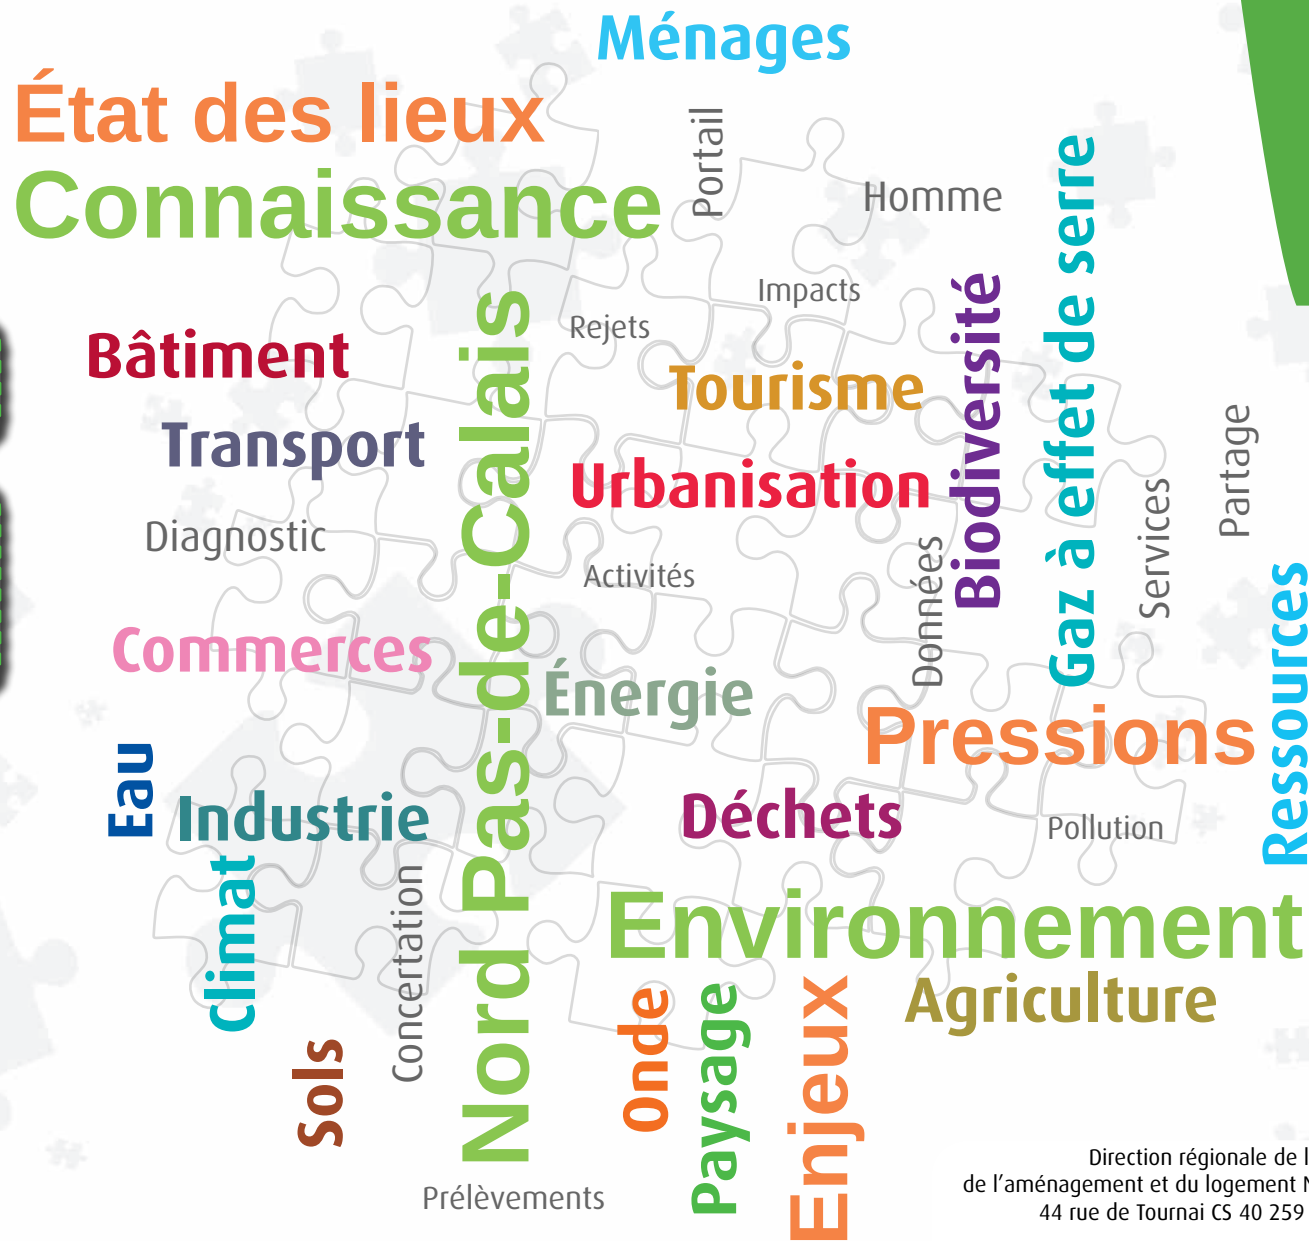 Ménages
État des lieux
Connaissance
Portail
Homme
Gaz à effet de serre
Impacts
Biodiversité
Rejets
Nord Pas-de-Calais
Bâtiment
Tourisme
Transport
Partage
Urbanisation
Services
Diagnostic
Données
Activités
Ressources
Commerces
Énergie
Pressions
Eau
Industrie
Déchets
Pollution
Climat
Concertation
Environnement
Agriculture
Onde
Paysage
Enjeux
Sols
Prélèvements
Direction régionale de l
de l'aménagement et du logement N
44 rue de Tournai CS 40 259